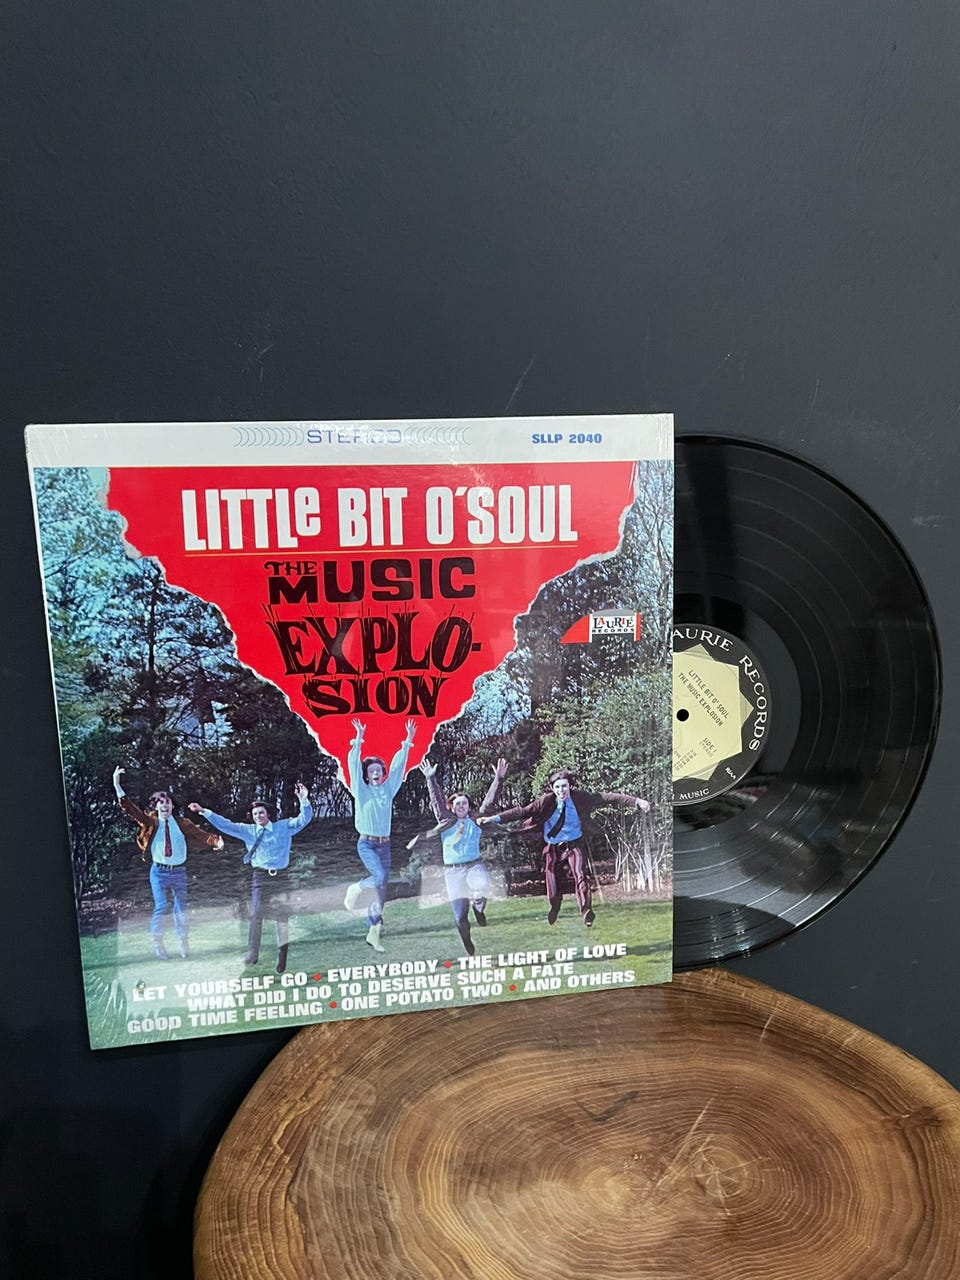 STEREO
SLLP 2040
LITTLe BIT O'SOUL
THE MUSIC
EXPLO-
SION
LAURIE
RECORDS
LET YOURSELF GO • EVERYBODY • THE LIGHT OF LOVE
WHAT DID I DO TO DESERVE SUCH A FATE
GOOD TIME FEELING • ONE POTATO TWO • AND OTHERS
LAURIE RECORDS
LITTLE BIT O' SOUL
THE MUSIC EXPLOSION
SIDE 1
STEREO
MUSIC